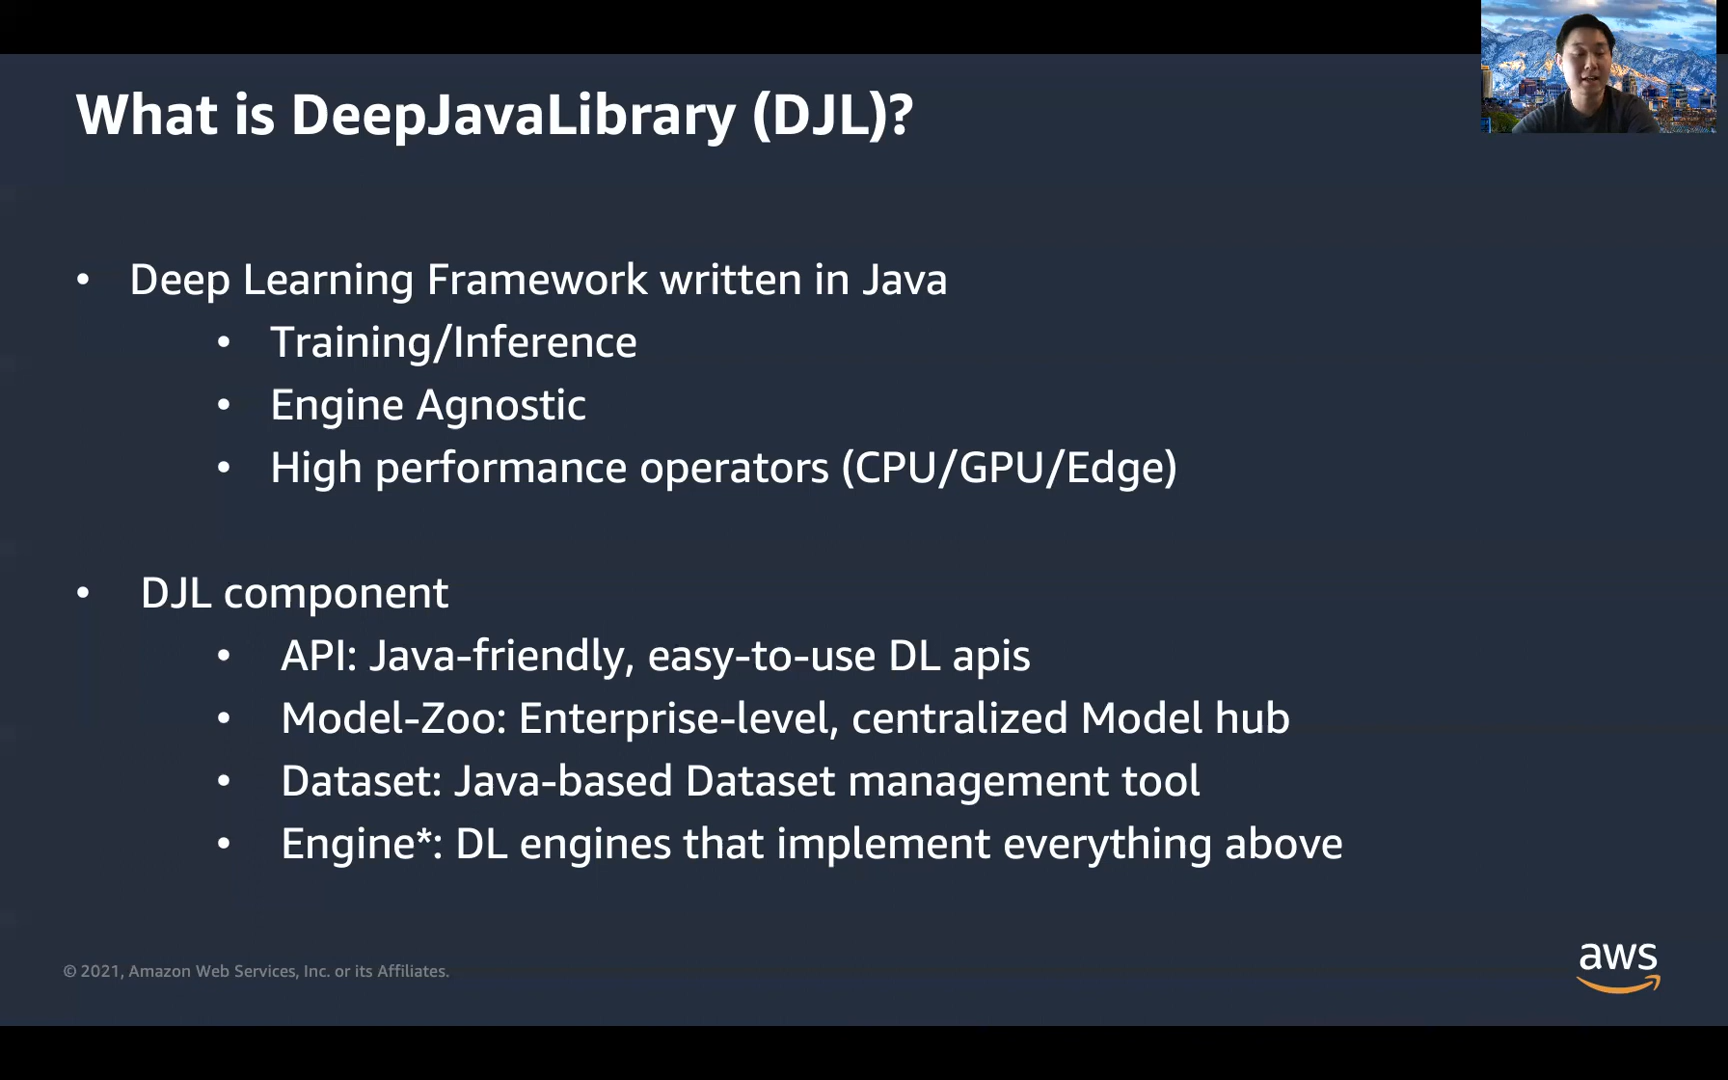 What is DeepJavaLibrary (DJL)?
• Deep Learning Framework written in Java
• Training/Inference
• Engine Agnostic
• High performance operators (CPU/GPU/Edge)
• DJL component
• API: Java-friendly, easy-to-use DL apis
• Model-Zoo: Enterprise-level, centralized Model hub
• Dataset: Java-based Dataset management tool
• Engine*: DL engines that implement everything above
© 2021, Amazon Web Services, Inc. or its Affiliates.
aws